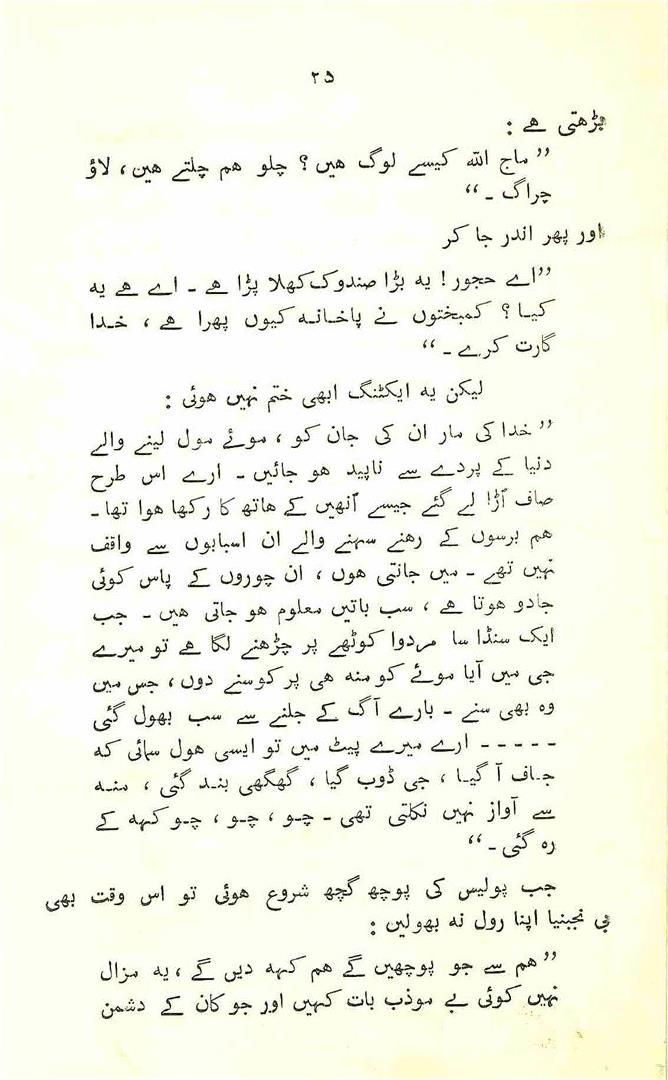 ۲۵
بڑھتی ہے :
” ماج اللہ کیسے لوگ ہیں ؟ چلو ہم چلتے ہین ، لاؤ
چراگ ۔ “
اور پھر اندر جا کر
” اے حجور ! یہ بڑا صندوک کھلا پڑا ہے ۔ اے ہے یہ
کیا ؟ کمبختوں نے پاخانہ کیوں پھرا ہے ، خدا
گارت کرے ۔ “
لیکن یہ ایکٹنگ ابھی ختم نہیں ہوئی :
” خدا کی مار ان کی جان کو ، موئے مول لینے والے
دنیا کے پردے سے ناپید ہو جائیں ۔ ارے اس طرح
صاف اُڑا لے گئے جیسے اُنھیں کے ہاتھ کا رکھا ہوا تھا ۔
ہم برسوں کے رہنے سہنے والے ان اسبابوں سے واقف
نہیں تھے ۔ میں جانتی ہوں ، ان چوروں کے پاس کوئی
جادو ہوتا ہے ، سب باتیں معلوم ہو جاتی ہیں ۔ جب
ایک سنڈا سا مردوا کوٹھے پر چڑھنے لگا ہے تو میرے
جی میں آیا موئے کو منہ ہی پر کوسنے دوں ، جس مین
وہ بھی سنے ۔ بارے آگ کے جلنے سے سب بھول گئی
- - - - - ارے میرے پیٹ میں تو ایسی ہول سمائی کہ
جاف آ گیا ، جی ڈوب گیا ، گھگھی بند گئی ، منہ
سے آواز نہیں نکلتی تھی ۔ چو ، چو ، چو کہہ کے
رہ گئی ۔ “
جب پولیس کی پوچھ گچھ شروع ہوئی تو اس وقت بھی
بی نجبنیا اپنا رول نہ بھولیں :
” ہم سے جو پوچھیں گے ہم کہہ دیں گے ، یہ مزال
نہیں کوئی بے موذب بات کہیں اور جو کان کے دشمن